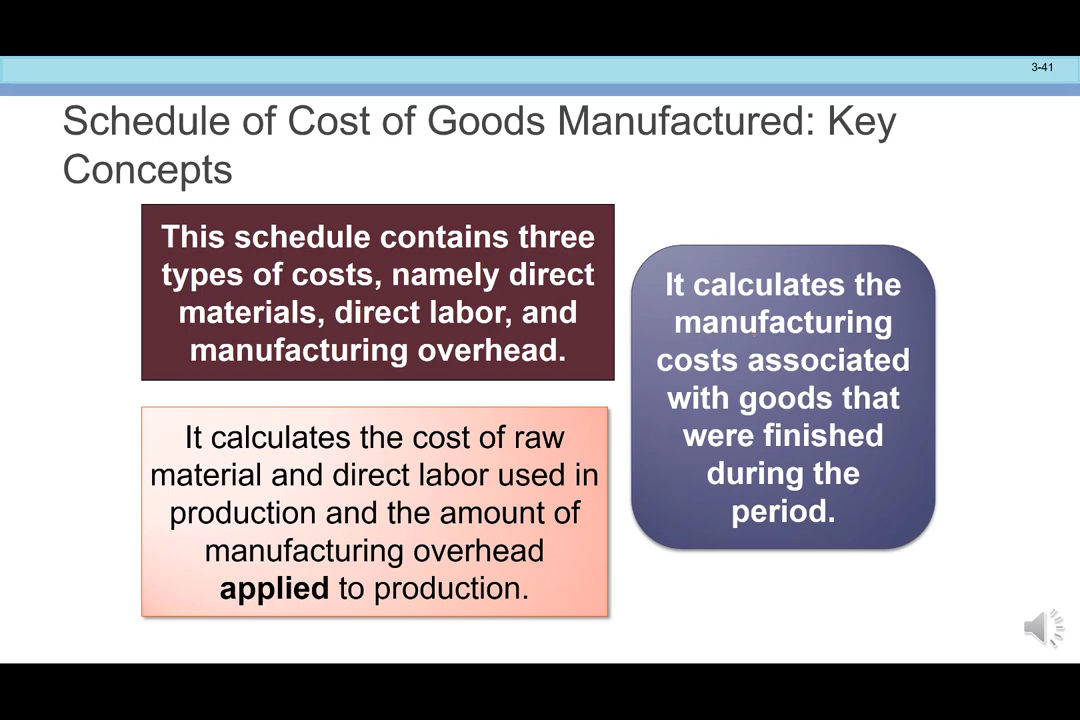 3-41
Schedule of Cost of Goods Manufactured: Key
Concepts
This schedule contains three
types of costs, namely direct
materials, direct labor, and
manufacturing overhead.
It calculates the cost of raw
material and direct labor used in
production and the amount of
manufacturing overhead
applied to production.
It calculates the
manufacturing
costs associated
with goods that
were finished
during the
period.